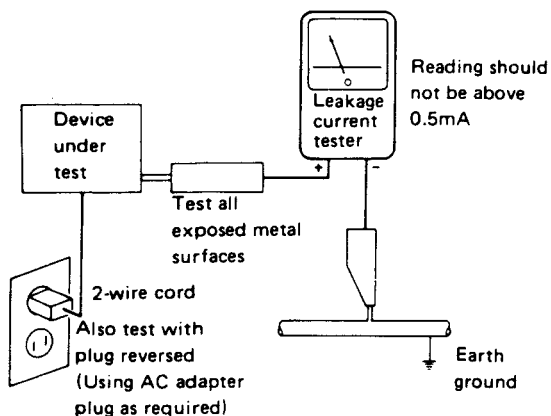 Device
under
test
Leakage
current
tester
+ -
Reading should
not be above
0.5mA
Test all
exposed metal
surfaces
2-wire cord
Also test with
plug reversed
(Using AC adapter
plug as required)
Earth
ground